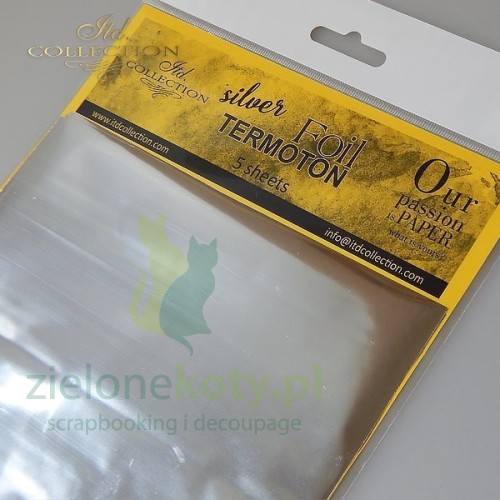 Itd.
COLLECTION
Itd.
COLLECTION
silver
Foil
TERMOTON
5 sheets
www.itdcollection.com
Our
passion
is PAPER
what is yours?
info@itdcollection.com
zielonekoty.pl
scrapbooking i decoupage